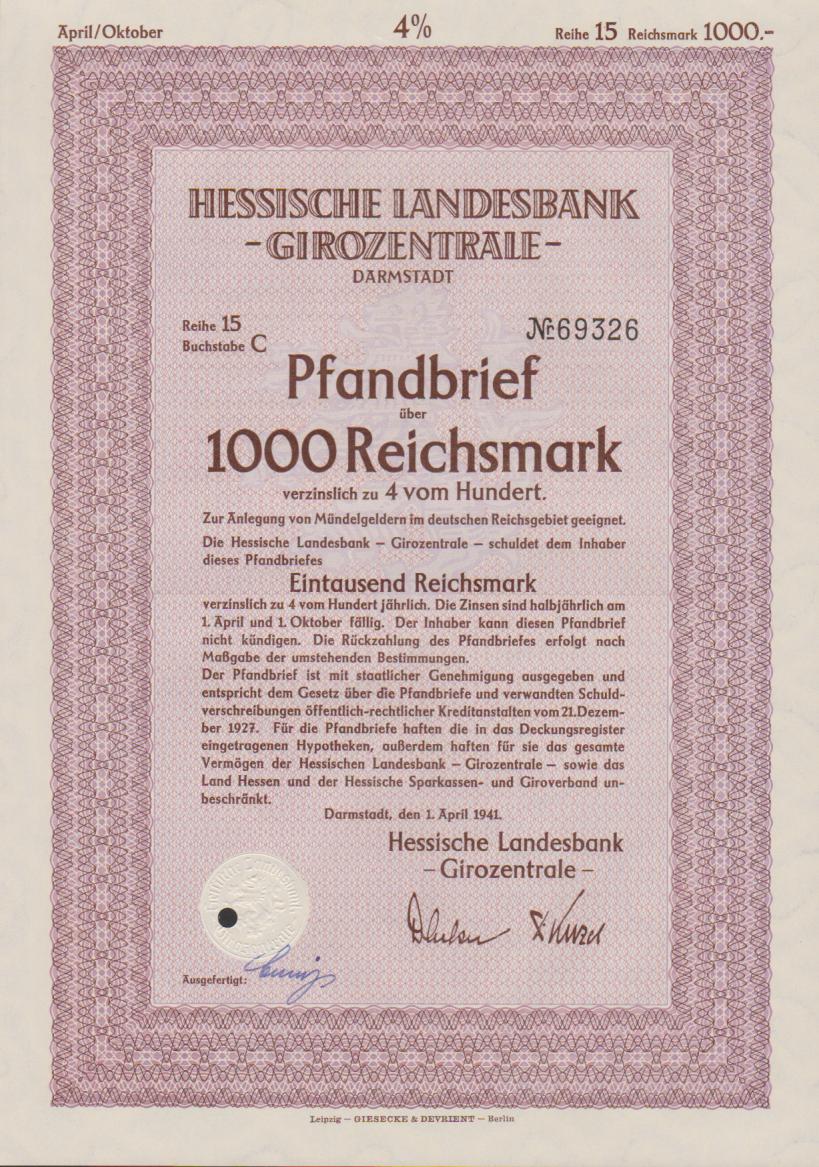 April/Oktober 4% Reihe 15 Reichsmark 1000.-
HESSISCHE LANDESBANK
-GIROZENTRALE-
DARMSTADT
Reihe 15
Buchstabe C
№69326
Pfandbrief
über
1000 Reichsmark
verzinslich zu 4 vom Hundert.
Zur Anlegung von Mündelgeldern im deutschen Reichsgebiet geeignet.
Die Hessische Landesbank – Girozentrale – schuldet dem Inhaber
dieses Pfandbriefes
Eintausend Reichsmark
verzinslich zu 4 vom Hundert jährlich. Die Zinsen sind halbjährlich am
1. April und 1. Oktober fällig. Der Inhaber kann diesen Pfandbrief
nicht kündigen. Die Rückzahlung des Pfandbriefes erfolgt nach
Maßgabe der umstehenden Bestimmungen.
Der Pfandbrief ist mit staatlicher Genehmigung ausgegeben und
entspricht dem Gesetz über die Pfandbriefe und verwandten Schuld-
verschreibungen öffentlich-rechtlicher Kreditanstalten vom 21. Dezem-
ber 1927. Für die Pfandbriefe haften die in das Deckungsregister
eingetragenen Hypotheken, außerdem haften für sie das gesamte
Vermögen der Hessischen Landesbank – Girozentrale – sowie das
Land Hessen und der Hessische Sparkassen- und Giroverband un-
beschränkt.
Darmstadt, den 1. April 1941.
Hessische Landesbank
– Girozentrale –
Ausgefertigt:
Leipzig – GIESECKE & DEVRIENT – Berlin